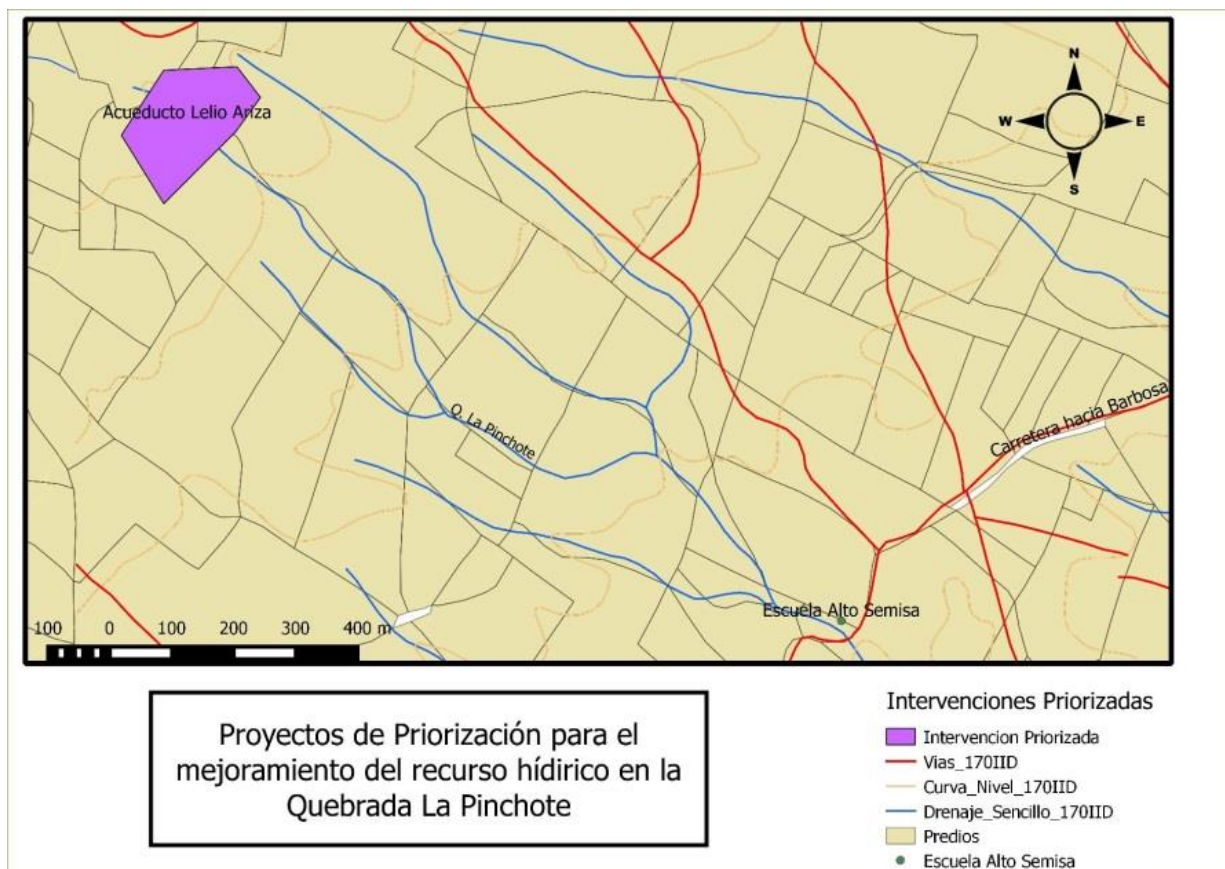 Acueducto Lelio Ariza
N
W
E
S
Q. La Pinchote
Carretera hacia Barbosa
Escuela Alto Semisa
100 0 100 200 300 400 m
Proyectos de Priorización para el
mejoramiento del recurso hídirico en la
Quebrada La Pinchote
Intervenciones Priorizadas
Intervencion Priorizada
Vias_170IID
Curva_Nivel_170IID
Drenaje_Sencillo_170IID
Predios
Escuela Alto Semisa